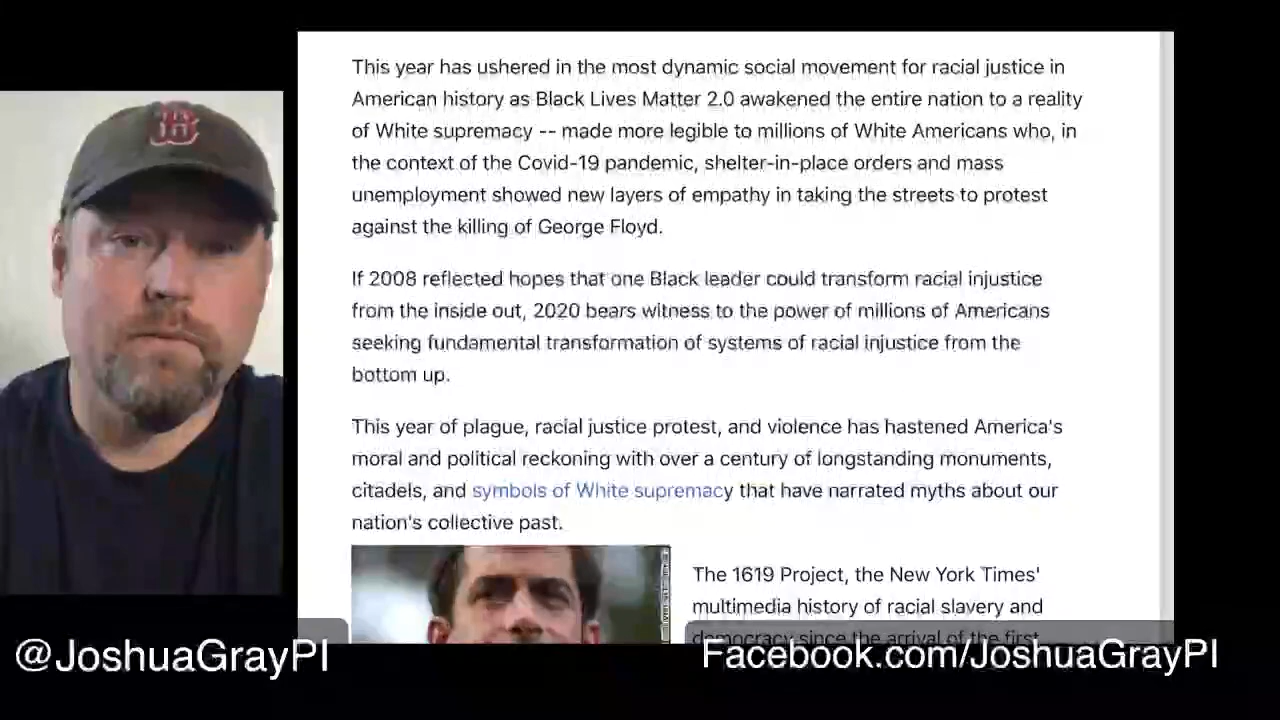 This year has ushered in the most dynamic social movement for racial justice in
American history as Black Lives Matter 2.0 awakened the entire nation to a reality
of White supremacy -- made more legible to millions of White Americans who, in
the context of the Covid-19 pandemic, shelter-in-place orders and mass
unemployment showed new layers of empathy in taking the streets to protest
against the killing of George Floyd.
If 2008 reflected hopes that one Black leader could transform racial injustice
from the inside out, 2020 bears witness to the power of millions of Americans
seeking fundamental transformation of systems of racial injustice from the
bottom up.
This year of plague, racial justice protest, and violence has hastened America's
moral and political reckoning with over a century of longstanding monuments,
citadels, and symbols of White supremacy that have narrated myths about our
nation's collective past.
The 1619 Project, the New York Times'
multimedia history of racial slavery and
democracy since the arrival of the first
@JoshuaGrayPI
Facebook.com/JoshuaGrayPI
B